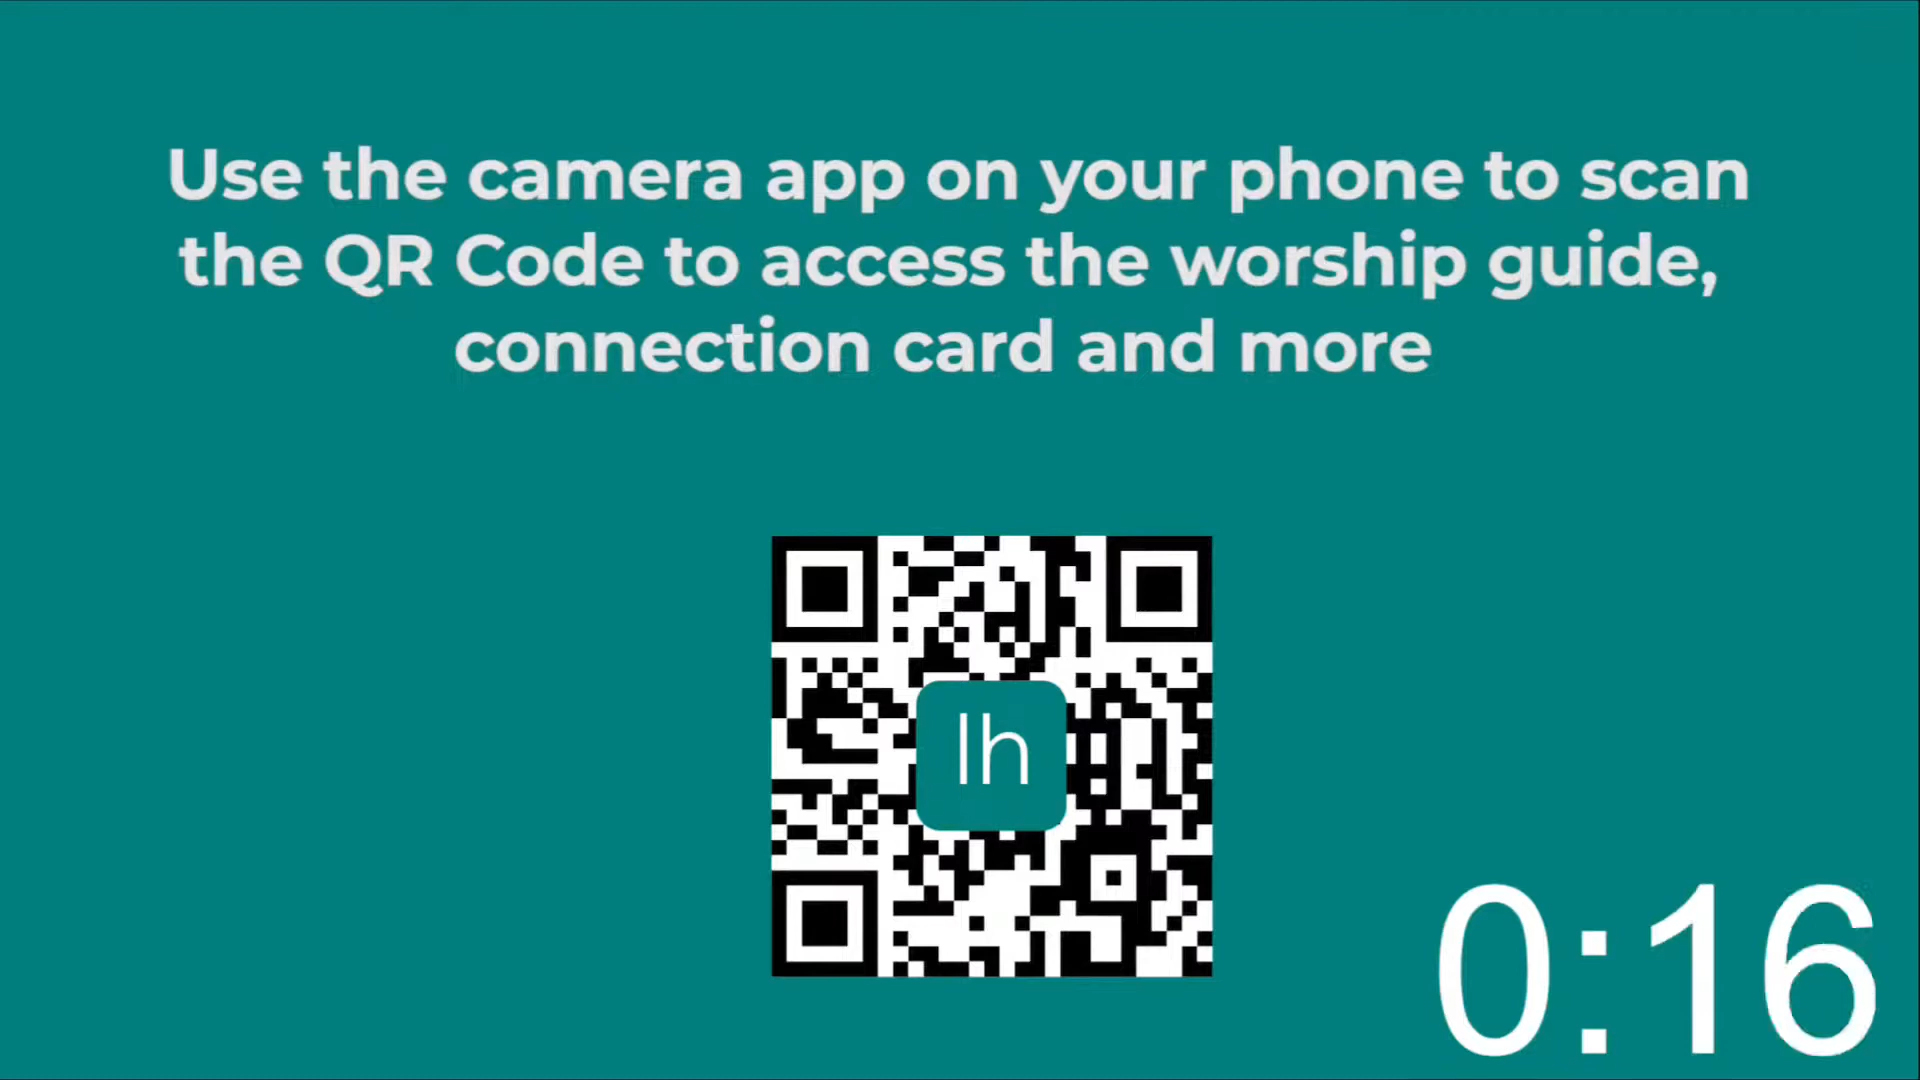 Use the camera app on your phone to scan
the QR Code to access the worship guide,
connection card and more
lh
0:16